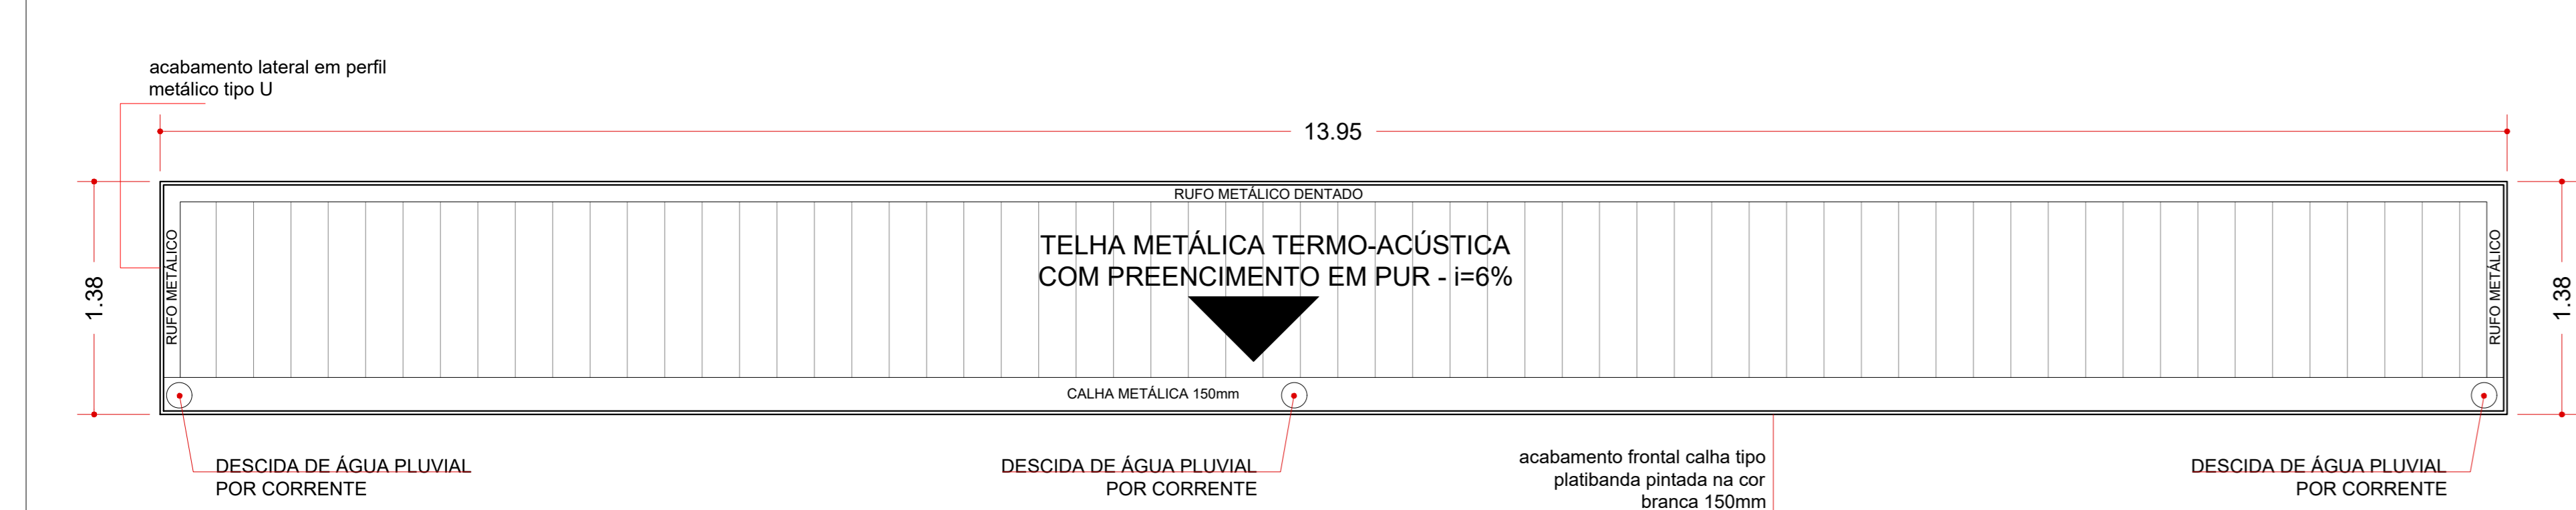 acabamento lateral em perfil
metálico tipo U
13.95
RUFO METÁLICO DENTADO
RUFO METÁLICO
1.38
TELHA METÁLICA TERMO-ACÚSTICA
COM PREENCIMENTO EM PUR - i=6%
RUFO METÁLICO
1.38
CALHA METÁLICA 150mm
DESCIDA DE ÁGUA PLUVIAL
POR CORRENTE
DESCIDA DE ÁGUA PLUVIAL
POR CORRENTE
acabamento frontal calha tipo
platibanda pintada na cor
branca 150mm
DESCIDA DE ÁGUA PLUVIAL
POR CORRENTE